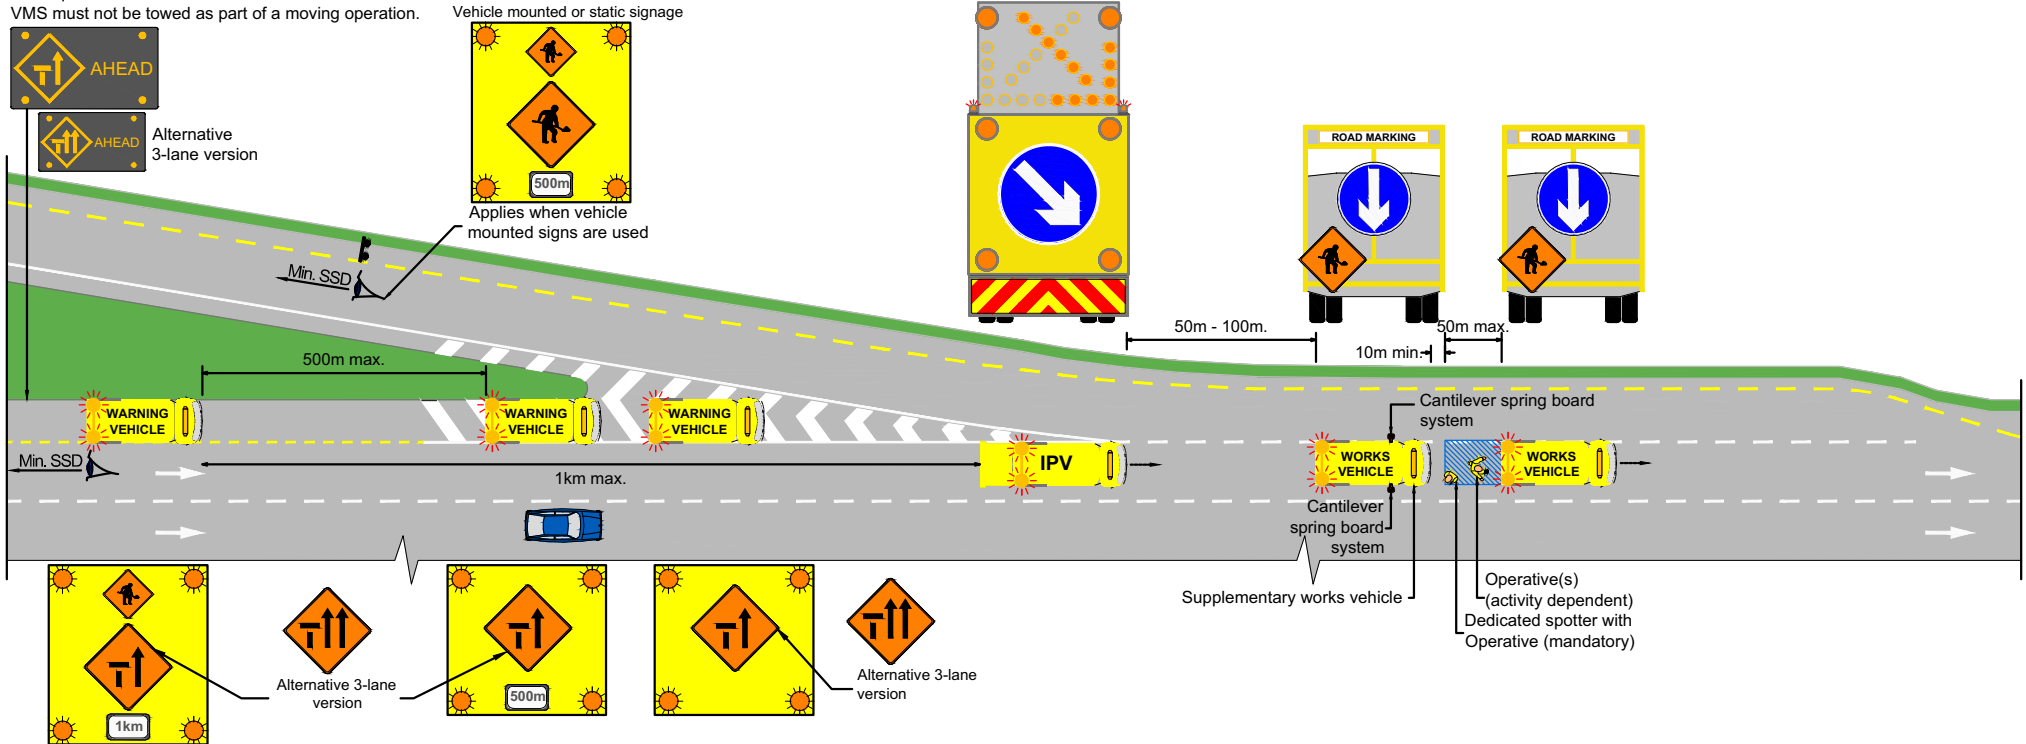 VMS must not be towed as part of a moving operation.
Vehicle mounted or static signage
AHEAD
AHEAD
Alternative
3-lane version
500m
Applies when vehicle
mounted signs are used
Min. SSD
ROAD MARKING
ROAD MARKING
50m - 100m.
50m max.
10m min.
500m max.
WARNING
VEHICLE
WARNING
VEHICLE
WARNING
VEHICLE
Cantilever spring board
system
Min. SSD
IPV
WORKS
VEHICLE
WORKS
VEHICLE
1km max.
Cantilever
spring board
system
Supplementary works vehicle
Operative(s)
(activity dependent)
Dedicated spotter with
Operative (mandatory)
1km
Alternative 3-lane
version
500m
Alternative 3-lane
version